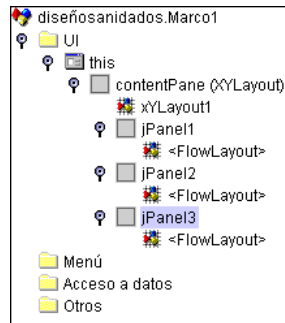 diseñosanidados.Marco1
UI
this
contentPane (XYLayout)
xYLayout1
jPanel1
<FlowLayout>
jPanel2
<FlowLayout>
jPanel3
<FlowLayout>
Menú
Acceso a datos
Otros